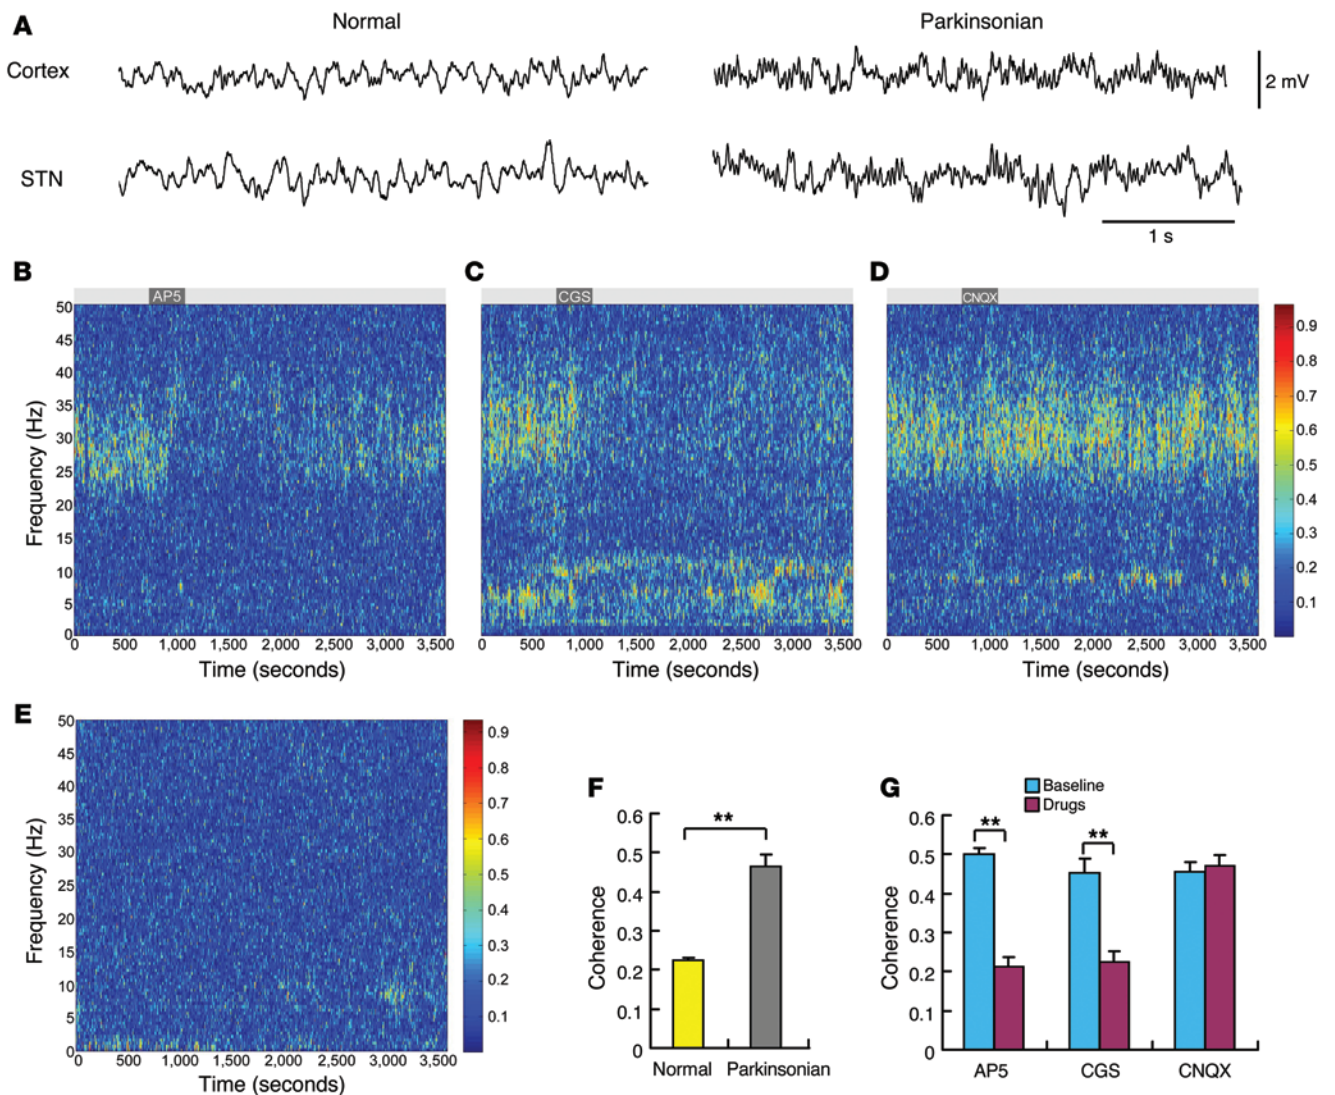 A
Normal
Parkinsonian
Cortex
2 mV
STN
1 s
B
C
D
AP5
CGS
CNQX
50
45
40
35
30
25
20
15
10
5
0
Frequency (Hz)
0 500 1,000 1,500 2,000 2,500 3,000 3,500
Time (seconds)
0 500 1,000 1,500 2,000 2,500 3,000 3,500
Time (seconds)
0 500 1,000 1,500 2,000 2,500 3,000 3,500
Time (seconds)
0.9
0.8
0.7
0.6
0.5
0.4
0.3
0.2
0.1
E
50
45
40
35
30
25
20
15
10
5
0
Frequency (Hz)
0 500 1,000 1,500 2,000 2,500 3,000 3,500
Time (seconds)
0.9
0.8
0.7
0.6
0.5
0.4
0.3
0.2
0.1
F
**
0.6
0.5
0.4
0.3
0.2
0.1
0
Coherence
Normal Parkinsonian
G
Baseline
Drugs
** **
0.6
0.5
0.4
0.3
0.2
0.1
0
Coherence
AP5 CGS CNQX